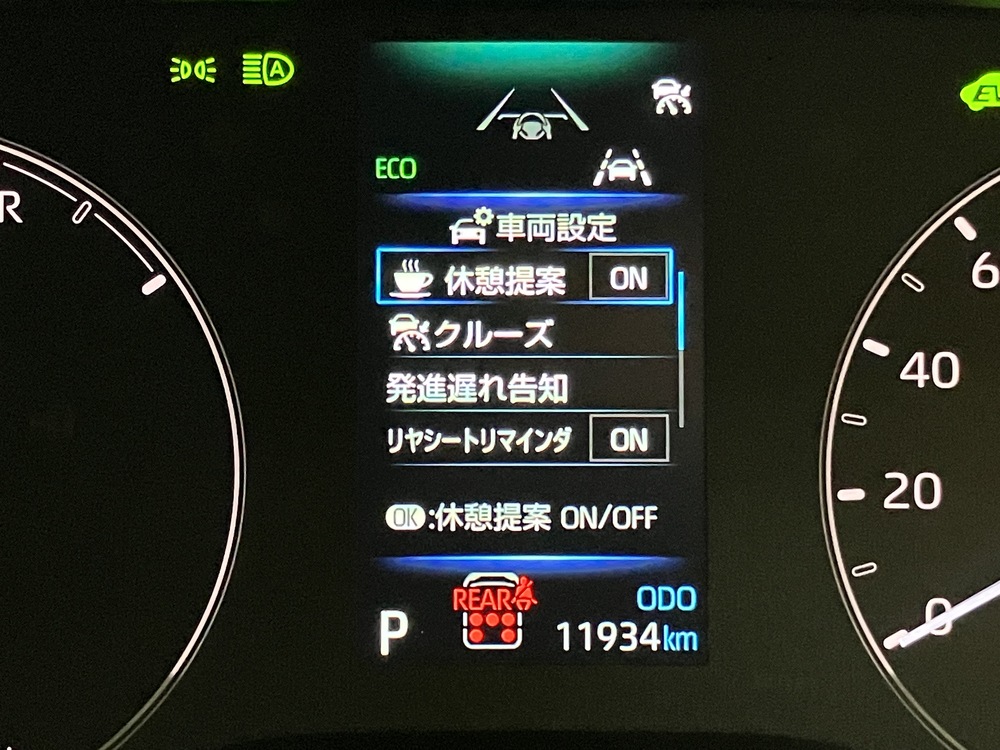 A
EV
ECO
R
車両設定
休憩提案 ON
クルーズ
発進遅れ告知
リヤシートリマインダ ON
OK:休憩提案 ON/OFF
REAR
P
ODO
11934km
6
40
20
0